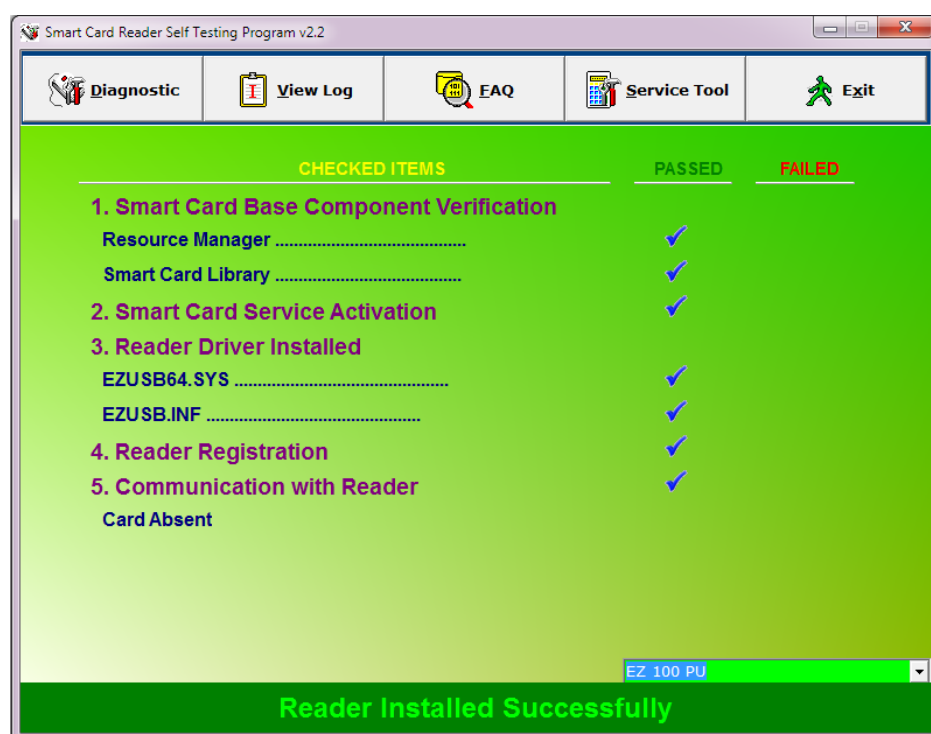 Smart Card Reader Self Testing Program v2.2
Diagnostic View Log FAQ Service Tool Exit
CHECKED ITEMS PASSED FAILED
1. Smart Card Base Component Verification
Resource Manager .........................................
Smart Card Library ........................................
2. Smart Card Service Activation
3. Reader Driver Installed
EZUSB64.SYS ..............................................
EZUSB.INF ..............................................
4. Reader Registration
5. Communication with Reader
Card Absent
EZ 100 PU
Reader Installed Successfully